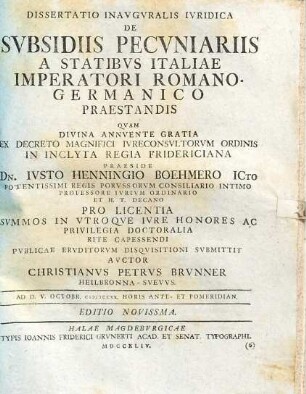 DISSERTATIO INAVGVRALIS IVRIDICA
DE
SVBSIDIIS PECVNIARIIS
A STATIBVS ITALIAE
IMPERATORI ROMANO-
GERMANICO
PRAESTANDIS
QVAM
DIVINA ANNVENTE GRATIA
EX DECRETO MAGNIFICI IVRECONSVLTORVM ORDINIS
IN INCLYTA REGIA FRIDERICIANA
PRAESIDE
DN. IVSTO HENNINGIO BOEHMERO ICTO
POTENTISSIMI REGIS PORVSSORVM CONSILIARIO INTIMO
PROFESSORE IVRIVM ORDINARIO
ET H. T. DECANO
PRO LICENTIA
SVMMOS IN VTROQVE IVRE HONORES AC
PRIVILEGIA DOCTORALIA
RITE CAPESSENDI
PVBLICAE ERVDITORVM DISQVISITIONI SVBMITTIT
AVCTOR
CHRISTIANVS PETRVS BRVNNER
HEILBRONNA-SVEVVS.
AD D. V. OCTOBR. HORIS ANTE- ET POMERIDIAN.
EDITIO NOVISSMA.
HALAE MAGDEBVRGICAE
TYPIS IOANNIS FRIDERICI GRVNERTI ACAD. ET SENAT. TYPOGRAPHI.
MDCCXLIV.